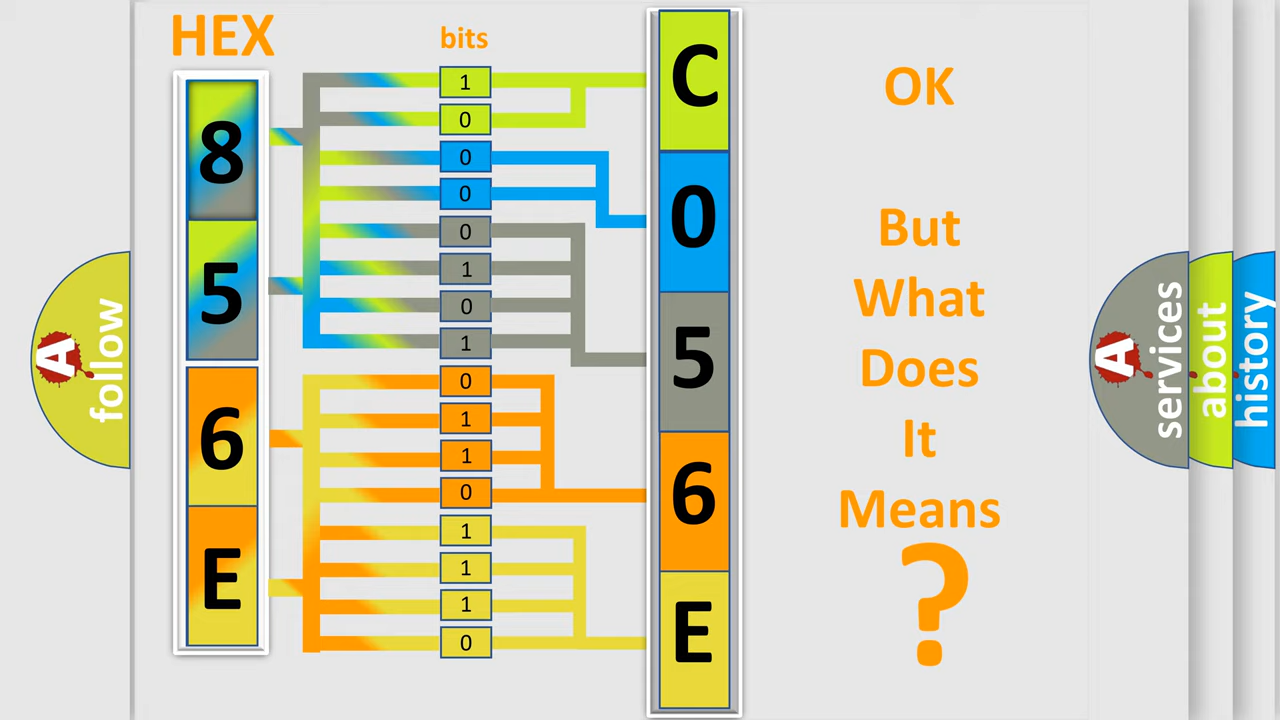 HEX
bits
8
5
6
E
1
0
0
0
0
1
0
1
0
1
1
0
1
1
1
0
C
0
5
6
E
OK
But
What
Does
It
Means
?
A
follow
A
services
about
history